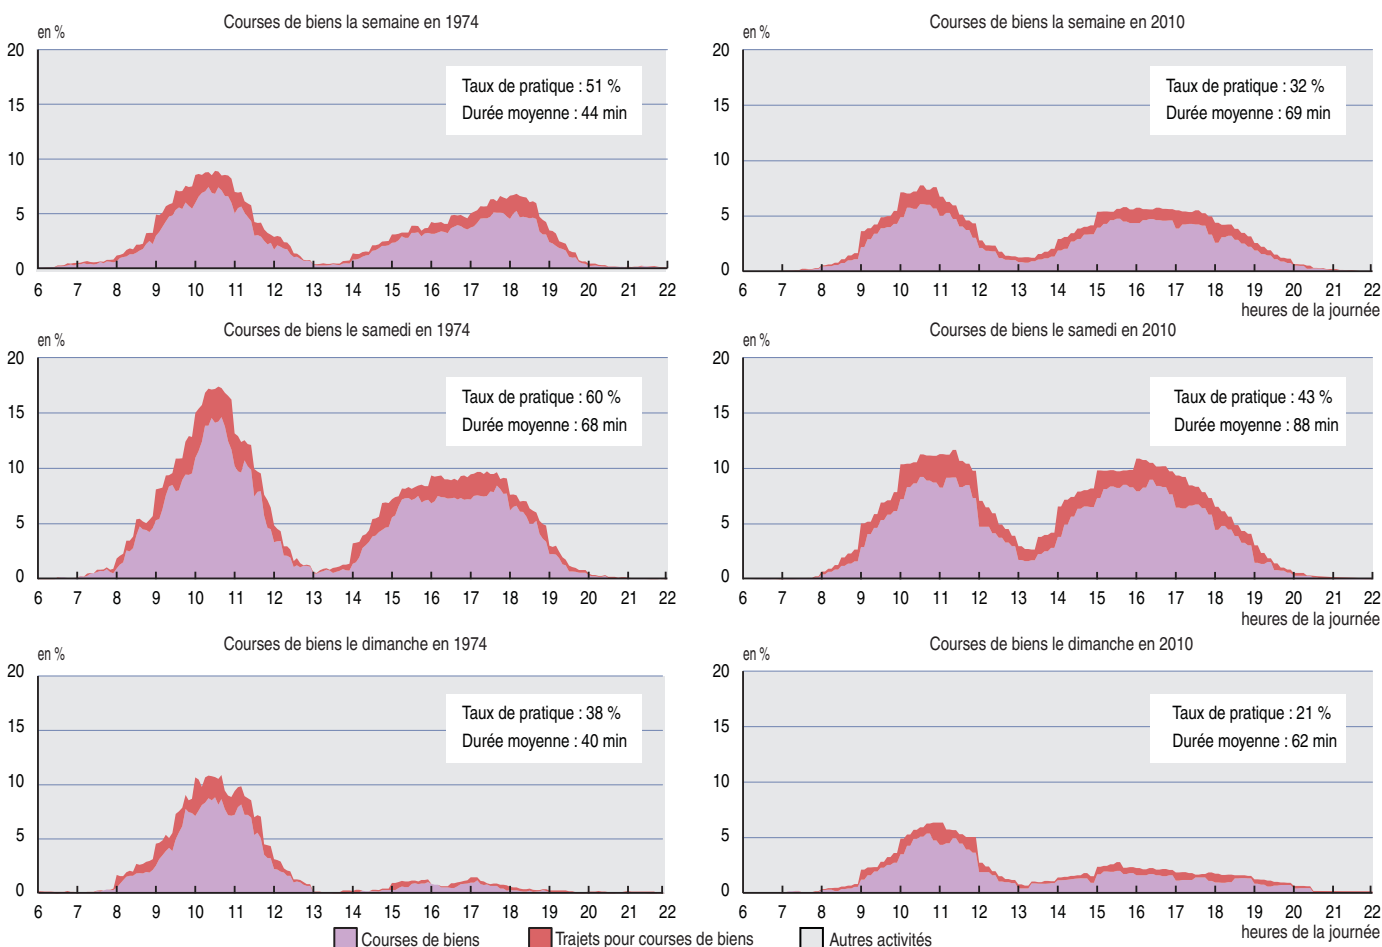 Courses de biens la semaine en 1974
en %
20
15
10
5
0
Taux de pratique : 51 %
Durée moyenne : 44 min
6 7 8 9 10 11 12 13 14 15 16 17 18 19 20 21 22
Courses de biens la semaine en 2010
en %
20
15
10
5
0
Taux de pratique : 32 %
Durée moyenne : 69 min
6 7 8 9 10 11 12 13 14 15 16 17 18 19 20 21 22
heures de la journée
Courses de biens le samedi en 1974
en %
20
15
10
5
0
Taux de pratique : 60 %
Durée moyenne : 68 min
6 7 8 9 10 11 12 13 14 15 16 17 18 19 20 21 22
Courses de biens le samedi en 2010
en %
20
15
10
5
0
Taux de pratique : 43 %
Durée moyenne : 88 min
6 7 8 9 10 11 12 13 14 15 16 17 18 19 20 21 22
heures de la journée
Courses de biens le dimanche en 1974
en %
20
15
10
5
0
Taux de pratique : 38 %
Durée moyenne : 40 min
6 7 8 9 10 11 12 13 14 15 16 17 18 19 20 21 22
Courses de biens le dimanche en 2010
en %
20
15
10
5
0
Taux de pratique : 21 %
Durée moyenne : 62 min
6 7 8 9 10 11 12 13 14 15 16 17 18 19 20 21 22
heures de la journée
Courses de biens Trajets pour courses de biens Autres activités